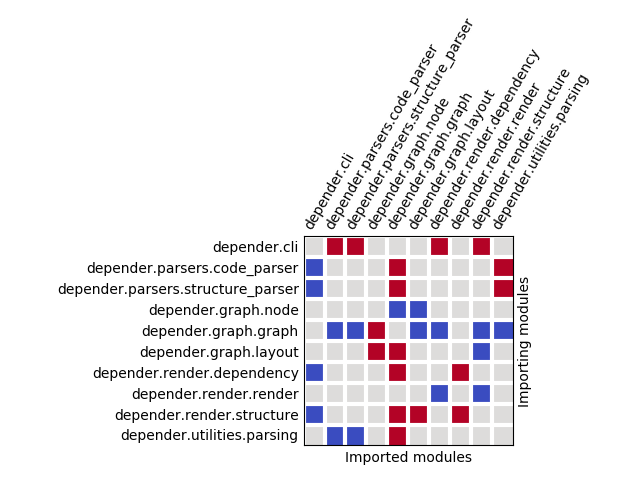 depender.cli
depender.parsers.code_parser
depender.parsers.structure_parser
depender.graph.node
depender.graph.graph
depender.graph.layout
depender.render.dependency
depender.render.render
depender.render.structure
depender.utilities.parsing
depender.cli
depender.parsers.code_parser
depender.parsers.structure_parser
depender.graph.node
depender.graph.graph
depender.graph.layout
depender.render.dependency
depender.render.render
depender.render.structure
depender.utilities.parsing
Importing modules
Imported modules